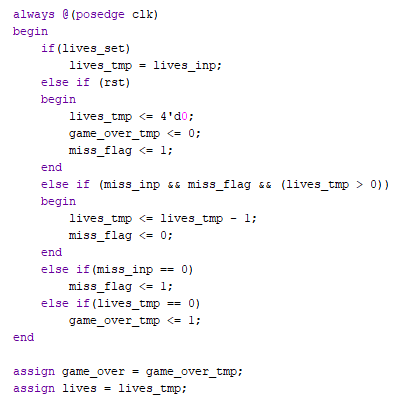 always @(posedge clk)
begin
    if(lives_set)
        lives_tmp = lives_inp;
    else if (rst)
    begin
        lives_tmp <= 4'd0;
        game_over_tmp <= 0;
        miss_flag <= 1;
    end
    else if (miss_inp && miss_flag && (lives_tmp > 0))
    begin
        lives_tmp <= lives_tmp - 1;
        miss_flag <= 0;
    end
    else if(miss_inp == 0)
        miss_flag <= 1;
    else if(lives_tmp == 0)
        game_over_tmp <= 1;
end

assign game_over = game_over_tmp;
assign lives = lives_tmp;